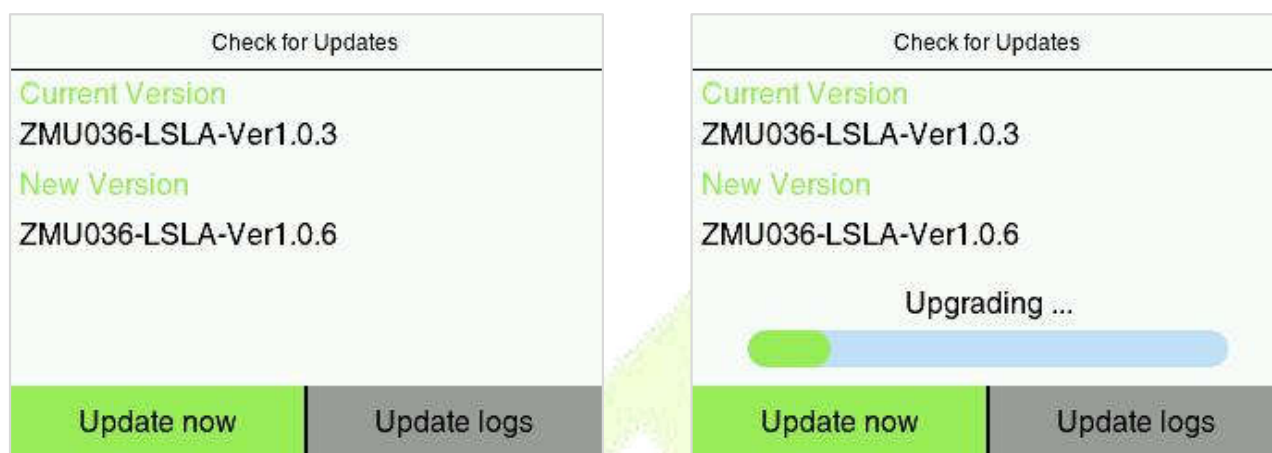 Check for Updates
Current Version
ZMU036-LSLA-Ver1.0.3
New Version
ZMU036-LSLA-Ver1.0.6
Update now
Update logs
Check for Updates
Current Version
ZMU036-LSLA-Ver1.0.3
New Version
ZMU036-LSLA-Ver1.0.6
Upgrading ...
Update now
Update logs